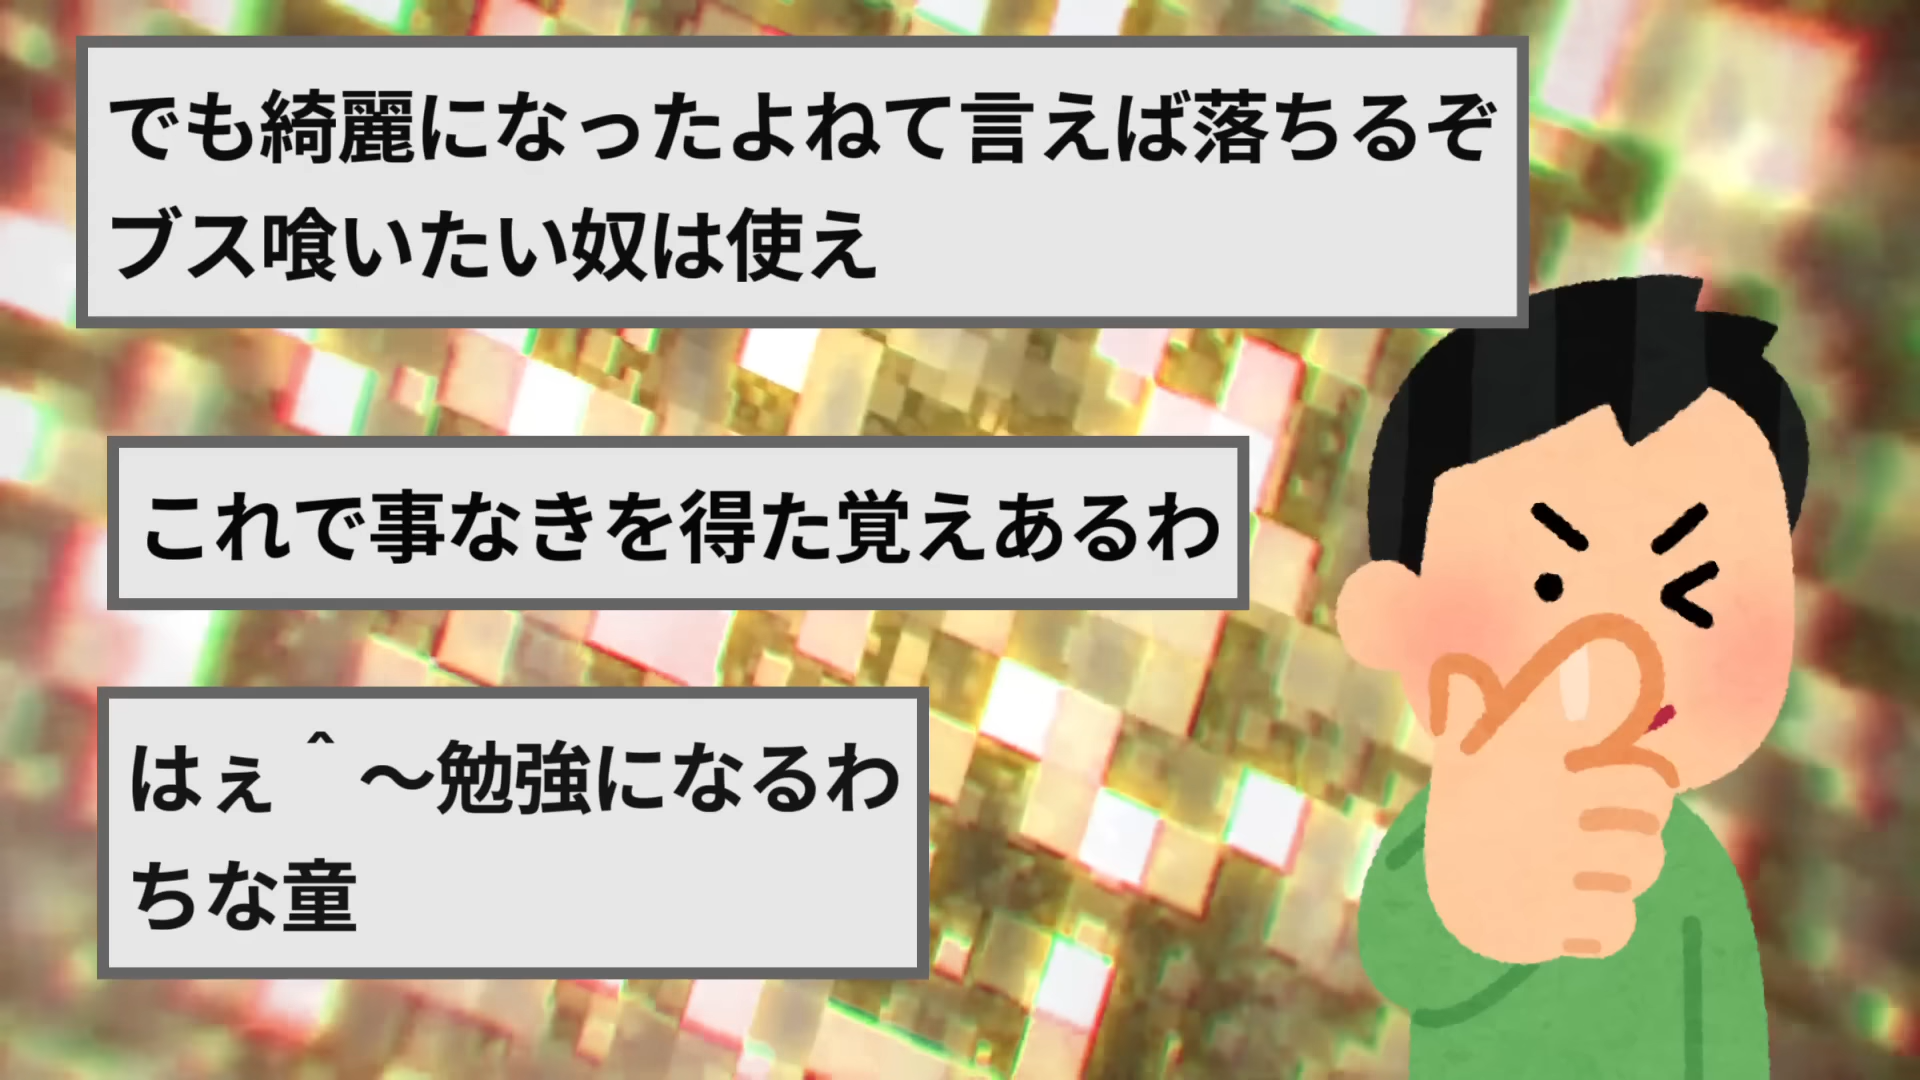 でも綺麗になったよねて言えば落ちるぞ
ブス喰いたい奴は使え
これで事なきを得た覚えあるわ
はぇ＾～勉強になるわ
ちな童